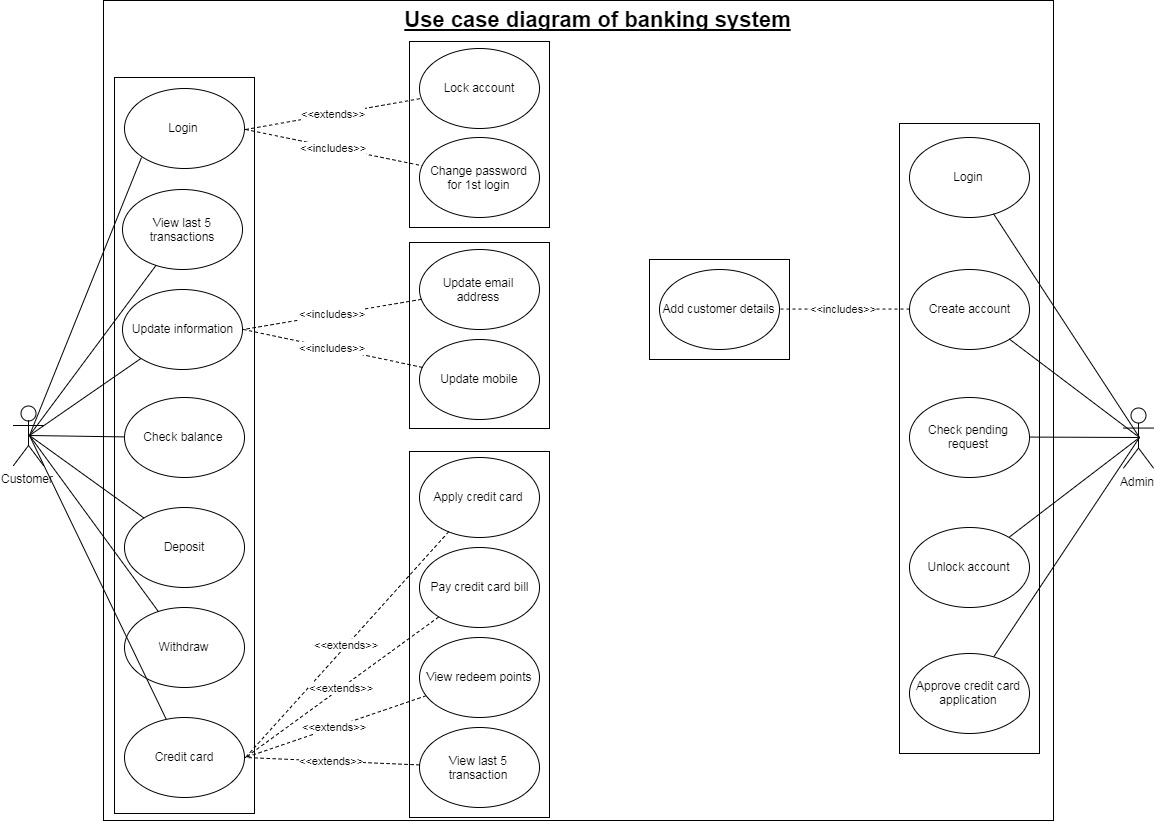 Use case diagram of banking system
Login
View last 5
transactions
Update information
Check balance
Deposit
Withdraw
Credit card
Customer
<<extends>>
<<includes>>
<<includes>>
<<includes>>
<<extends>>
<<extends>>
<<extends>>
<<extends>>
Lock account
Change password
for 1st login
Update email
address
Update mobile
Apply credit card
Pay credit card bill
View redeem points
View last 5
transaction
Add customer details
<<includes>>
Login
Create account
Check pending
request
Unlock account
Approve credit card
application
Admin